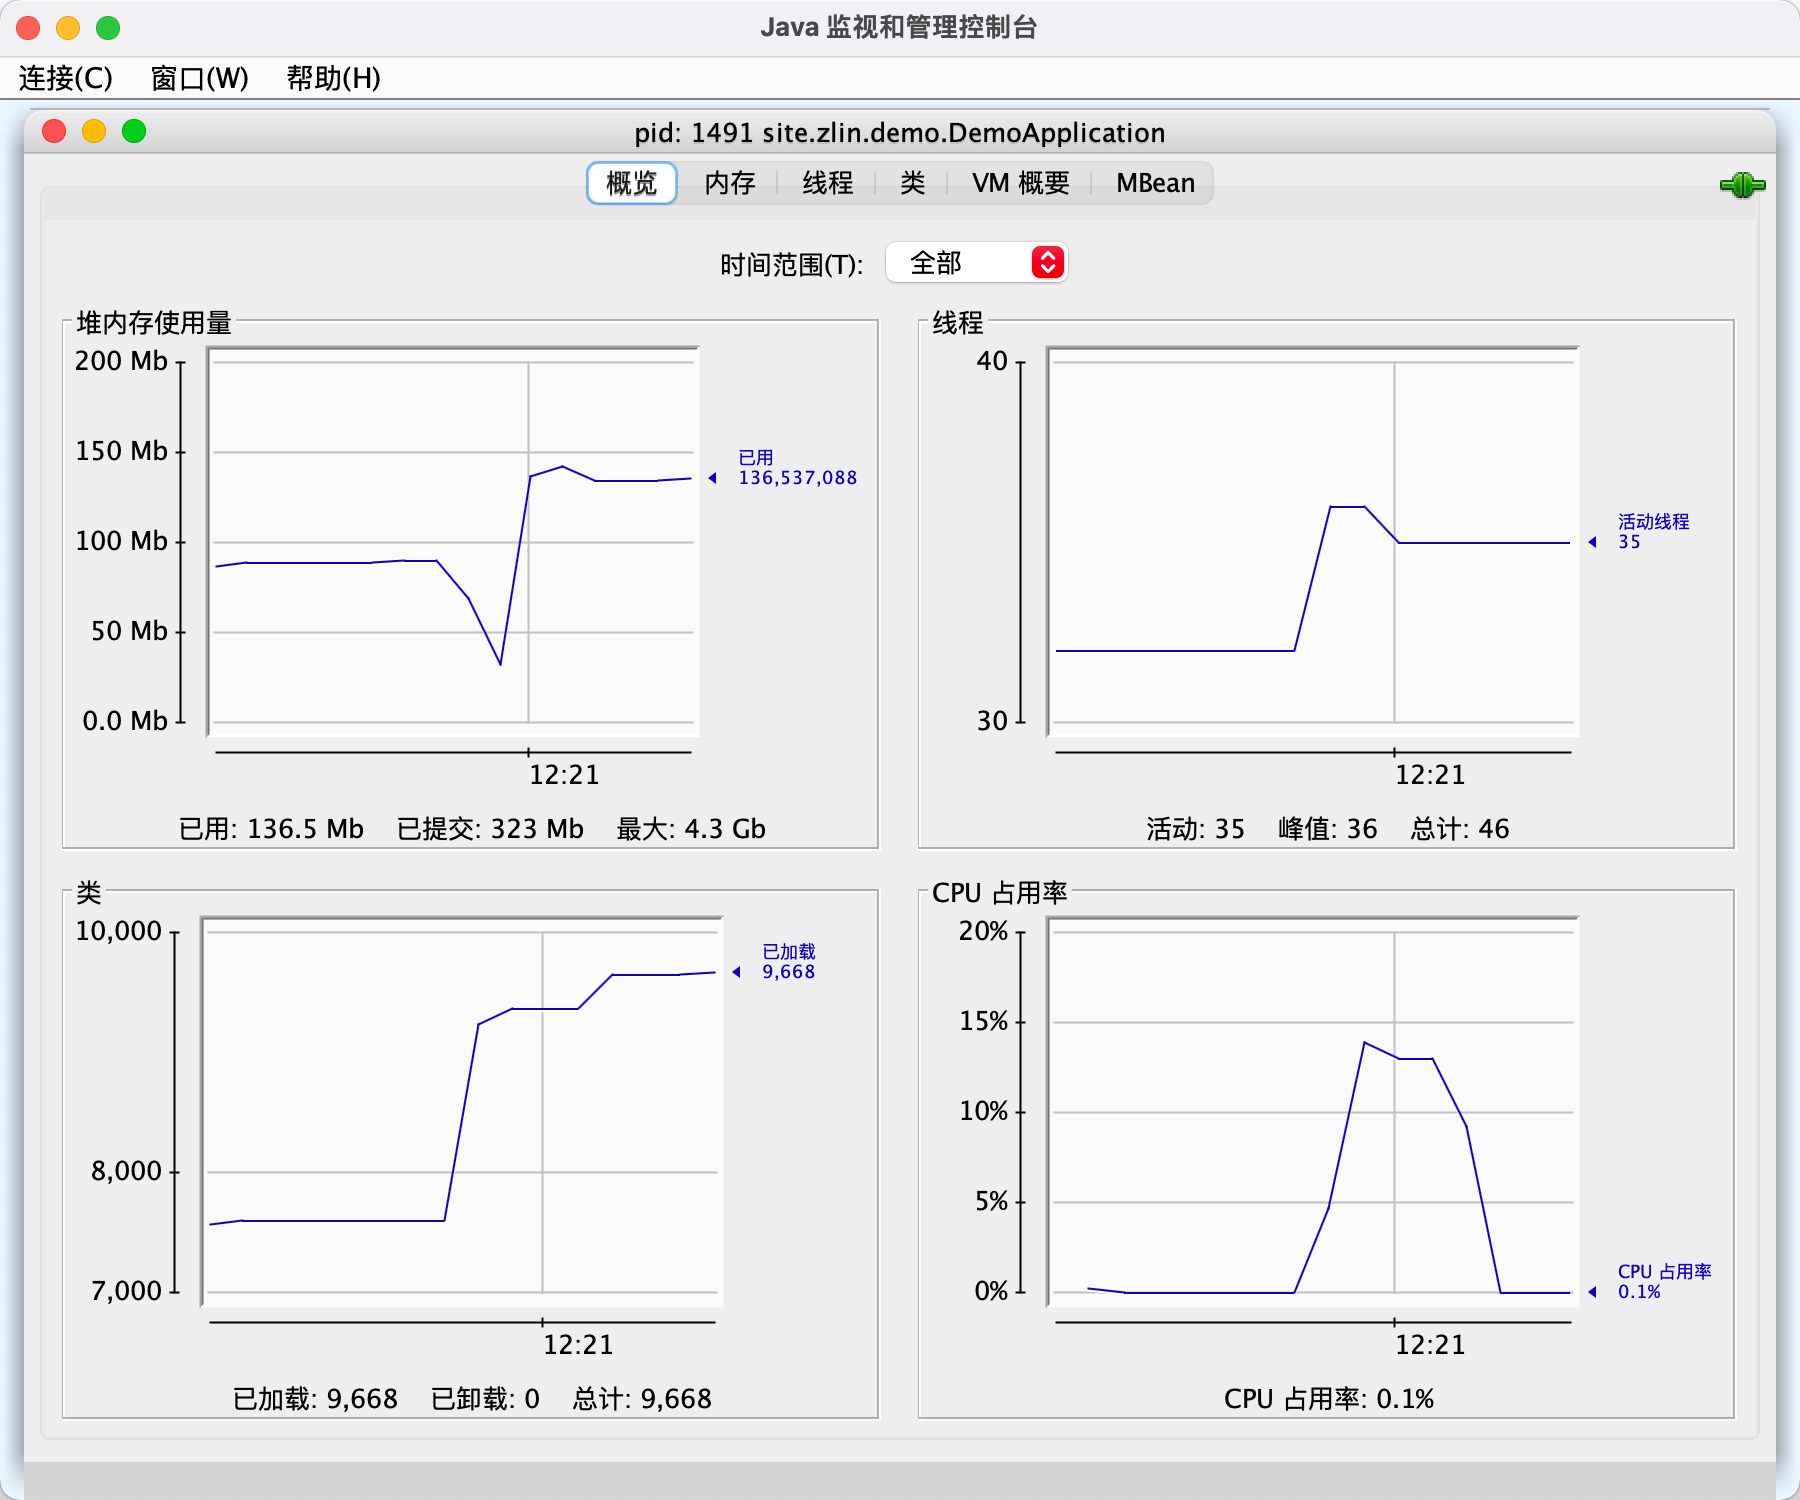 Java 监视和管理控制台
连接(C) 窗口(W) 帮助(H)
pid: 1491 site.zlin.demo.DemoApplication
概览 内存 线程 类 VM 概要 MBean
时间范围(T): 全部
堆内存使用量
200 Mb
150 Mb
100 Mb
50 Mb
0.0 Mb
已用
136,537,088
12:21
已用: 136.5 Mb 已提交: 323 Mb 最大: 4.3 Gb
线程
40
30
活动线程
35
12:21
活动: 35 峰值: 36 总计: 46
类
10,000
8,000
7,000
已加载
9,668
12:21
已加载: 9,668 已卸载: 0 总计: 9,668
CPU 占用率
20%
15%
10%
5%
0%
CPU 占用率
0.1%
12:21
CPU 占用率: 0.1%